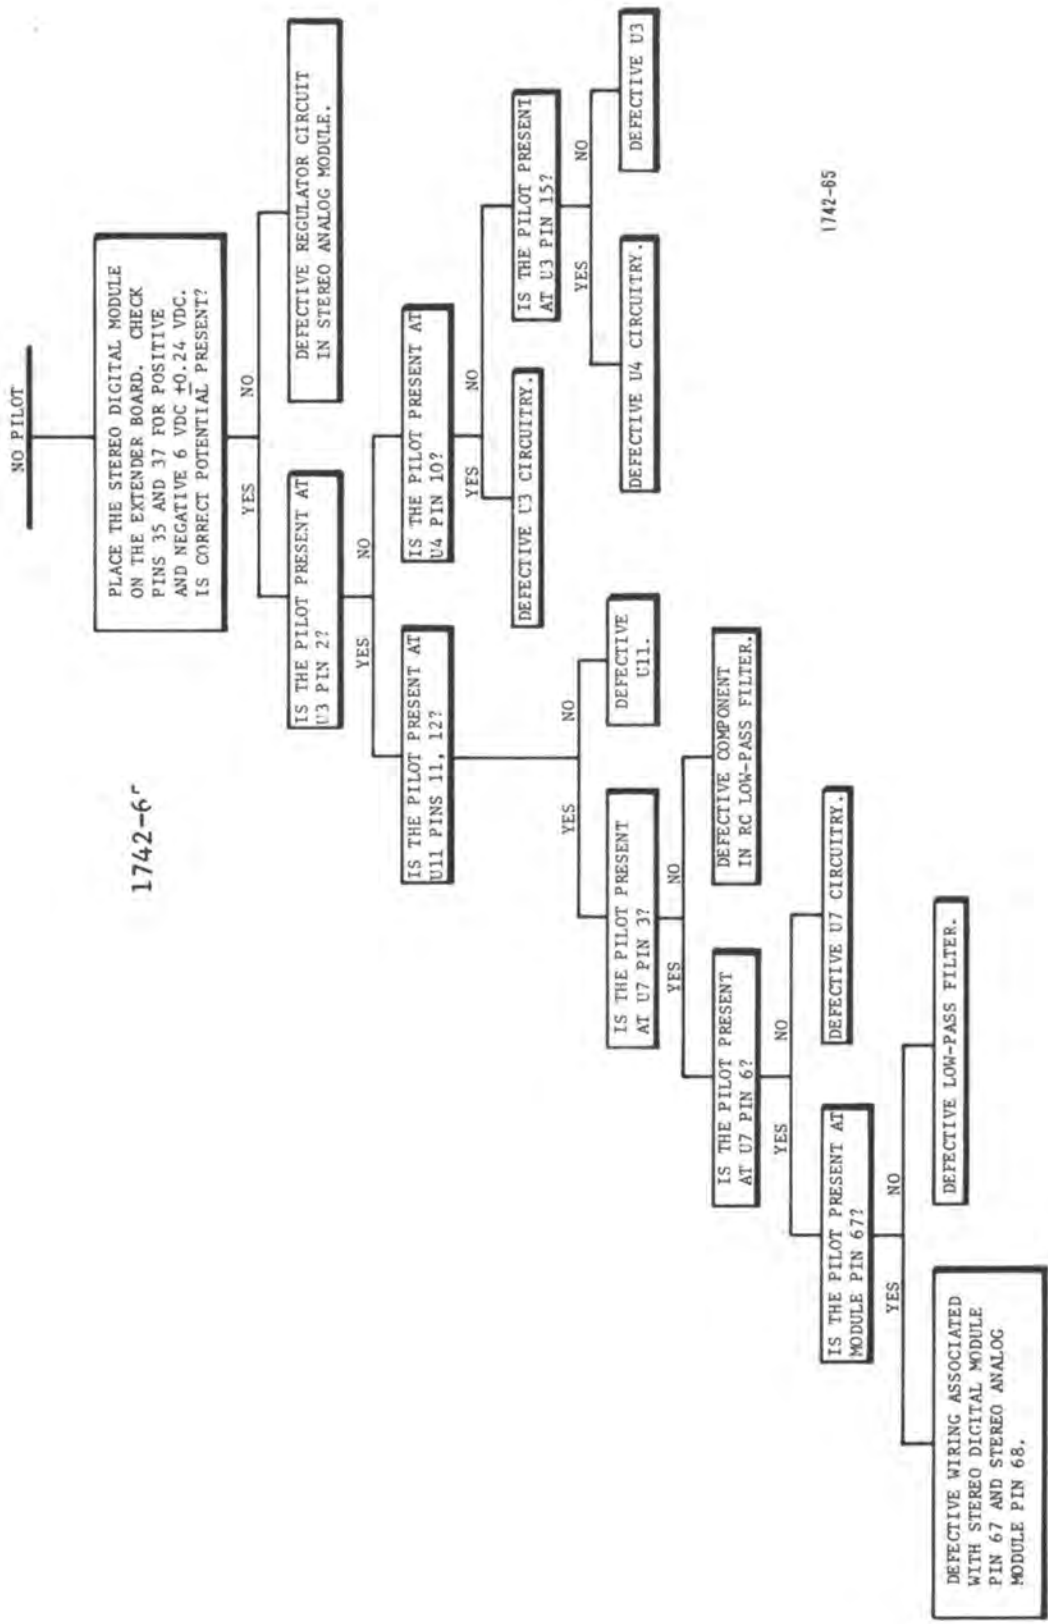 NO PILOT
PLACE THE STEREO DIGITAL MODULE
ON THE EXTENDER BOARD. CHECK
PINS 35 AND 37 FOR POSITIVE
AND NEGATIVE 6 VDC ±0.24 VDC.
IS CORRECT POTENTIAL PRESENT?
YES
NO
IS THE PILOT PRESENT AT
U3 PIN 2?
DEFECTIVE REGULATOR CIRCUIT
IN STEREO ANALOG MODULE.
YES
NO
IS THE PILOT PRESENT AT
U11 PINS 11, 12?
IS THE PILOT PRESENT AT
U4 PIN 10?
YES
NO
DEFECTIVE U3 CIRCUITRY.
IS THE PILOT PRESENT
AT U3 PIN 15?
YES
NO
YES
NO
IS THE PILOT PRESENT
AT U7 PIN 3?
DEFECTIVE
U11.
DEFECTIVE U4 CIRCUITRY.
DEFECTIVE U3
YES
NO
IS THE PILOT PRESENT
AT U7 PIN 6?
DEFECTIVE COMPONENT
IN RC LOW-PASS FILTER.
YES
NO
IS THE PILOT PRESENT AT
MODULE PIN 67?
DEFECTIVE U7 CIRCUITRY.
YES
NO
DEFECTIVE WIRING ASSOCIATED
WITH STEREO DIGITAL MODULE
PIN 67 AND STEREO ANALOG
MODULE PIN 68.
DEFECTIVE LOW-PASS FILTER.
1742-65